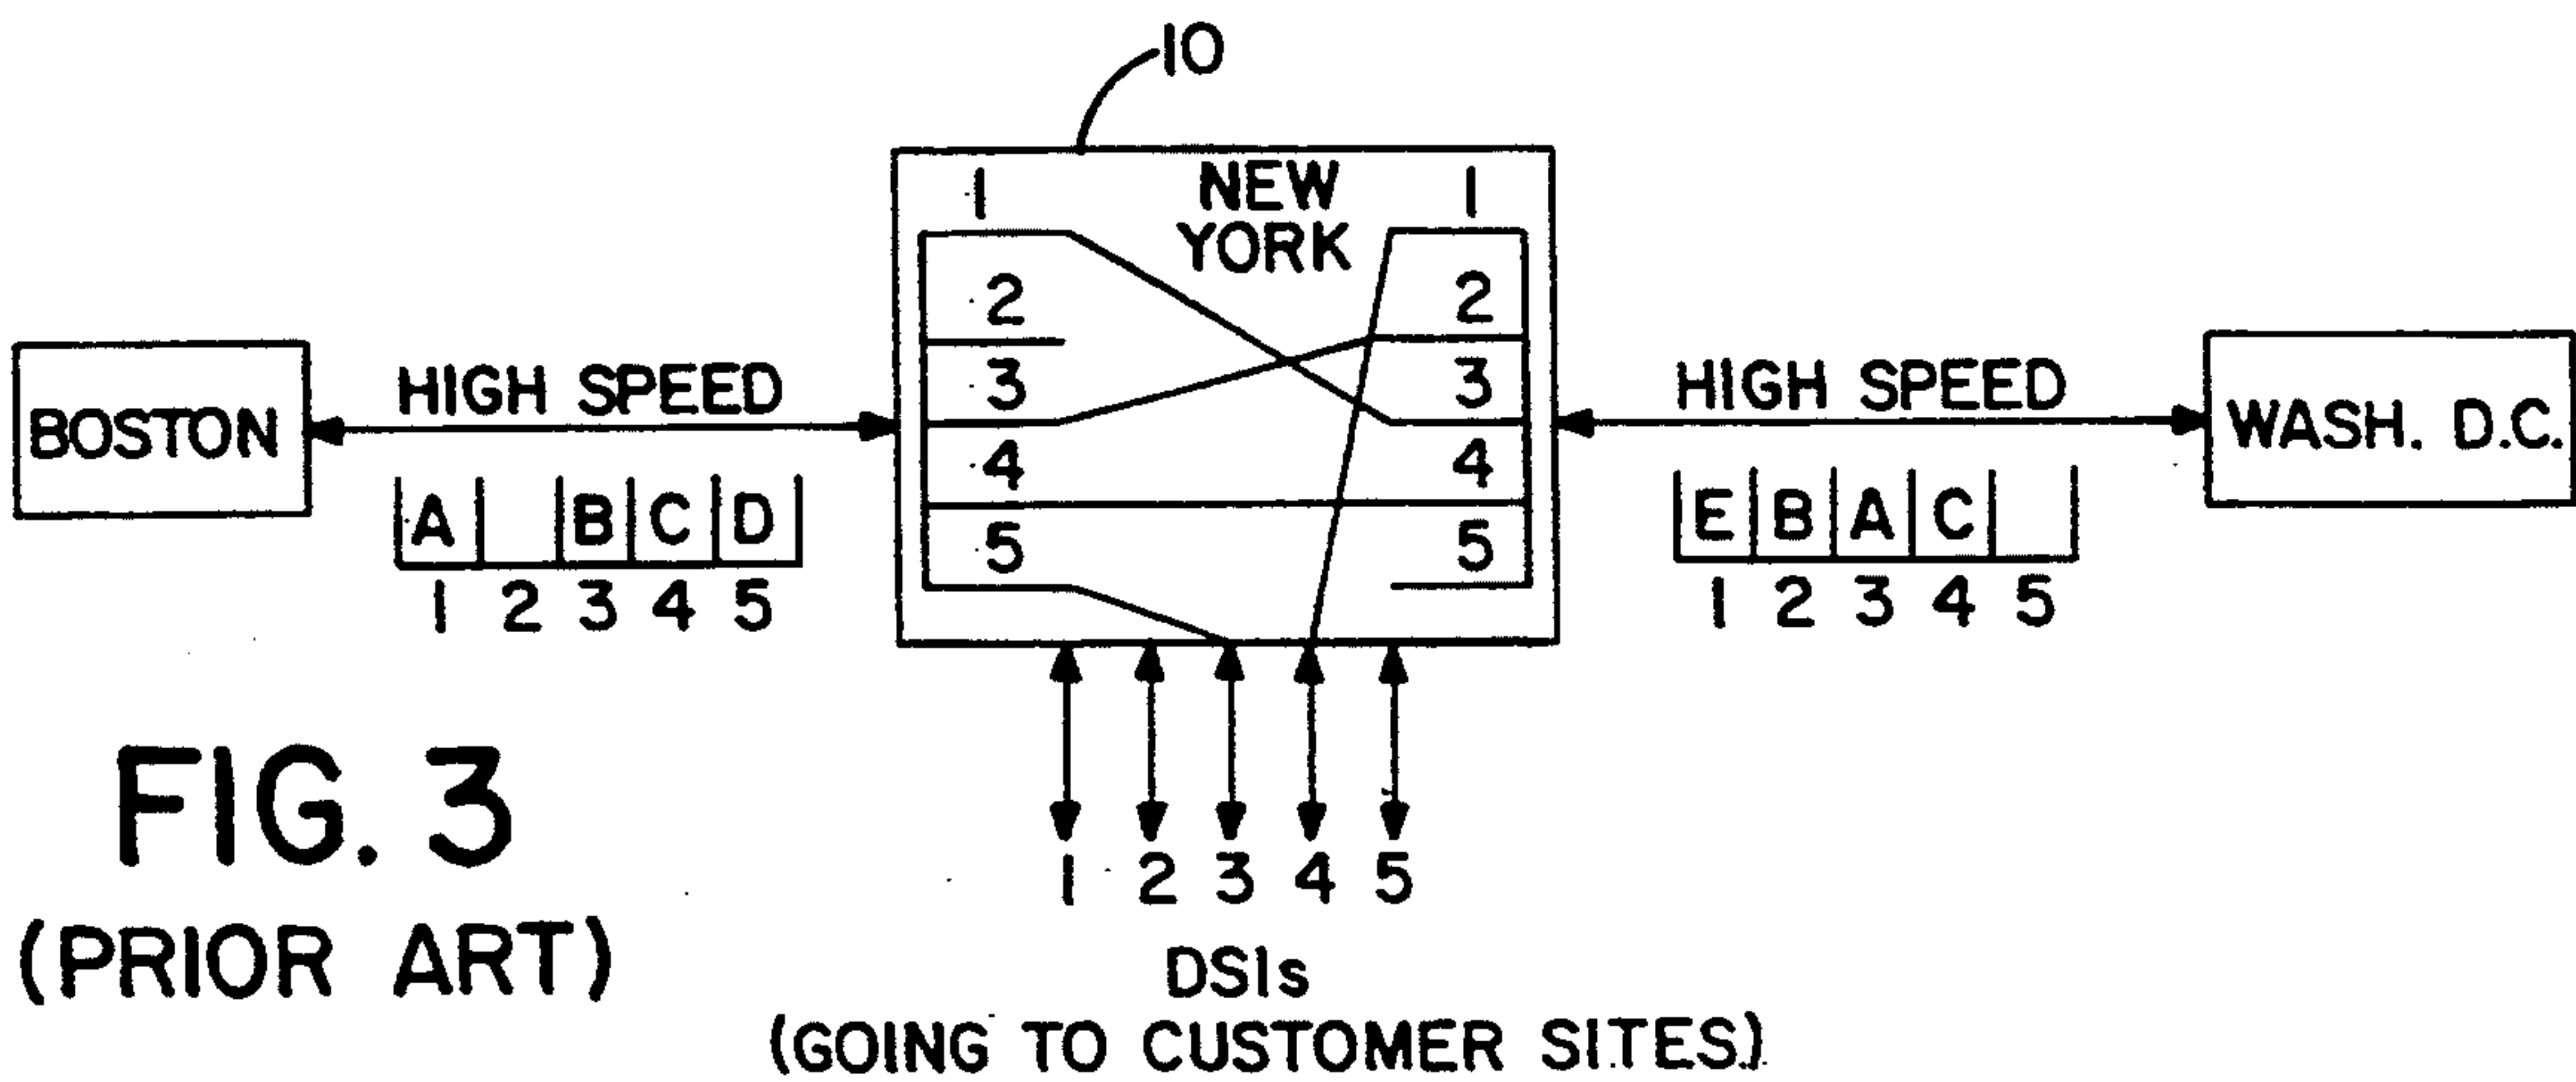 10
1 NEW 1
YORK
2 2
3 3
4 4
5 5
BOSTON
HIGH SPEED
A B C D
1 2 3 4 5
HIGH SPEED
E B A C
1 2 3 4 5
WASH. D.C.
1 2 3 4 5
DS1s
(GOING TO CUSTOMER SITES)
FIG. 3
(PRIOR ART)